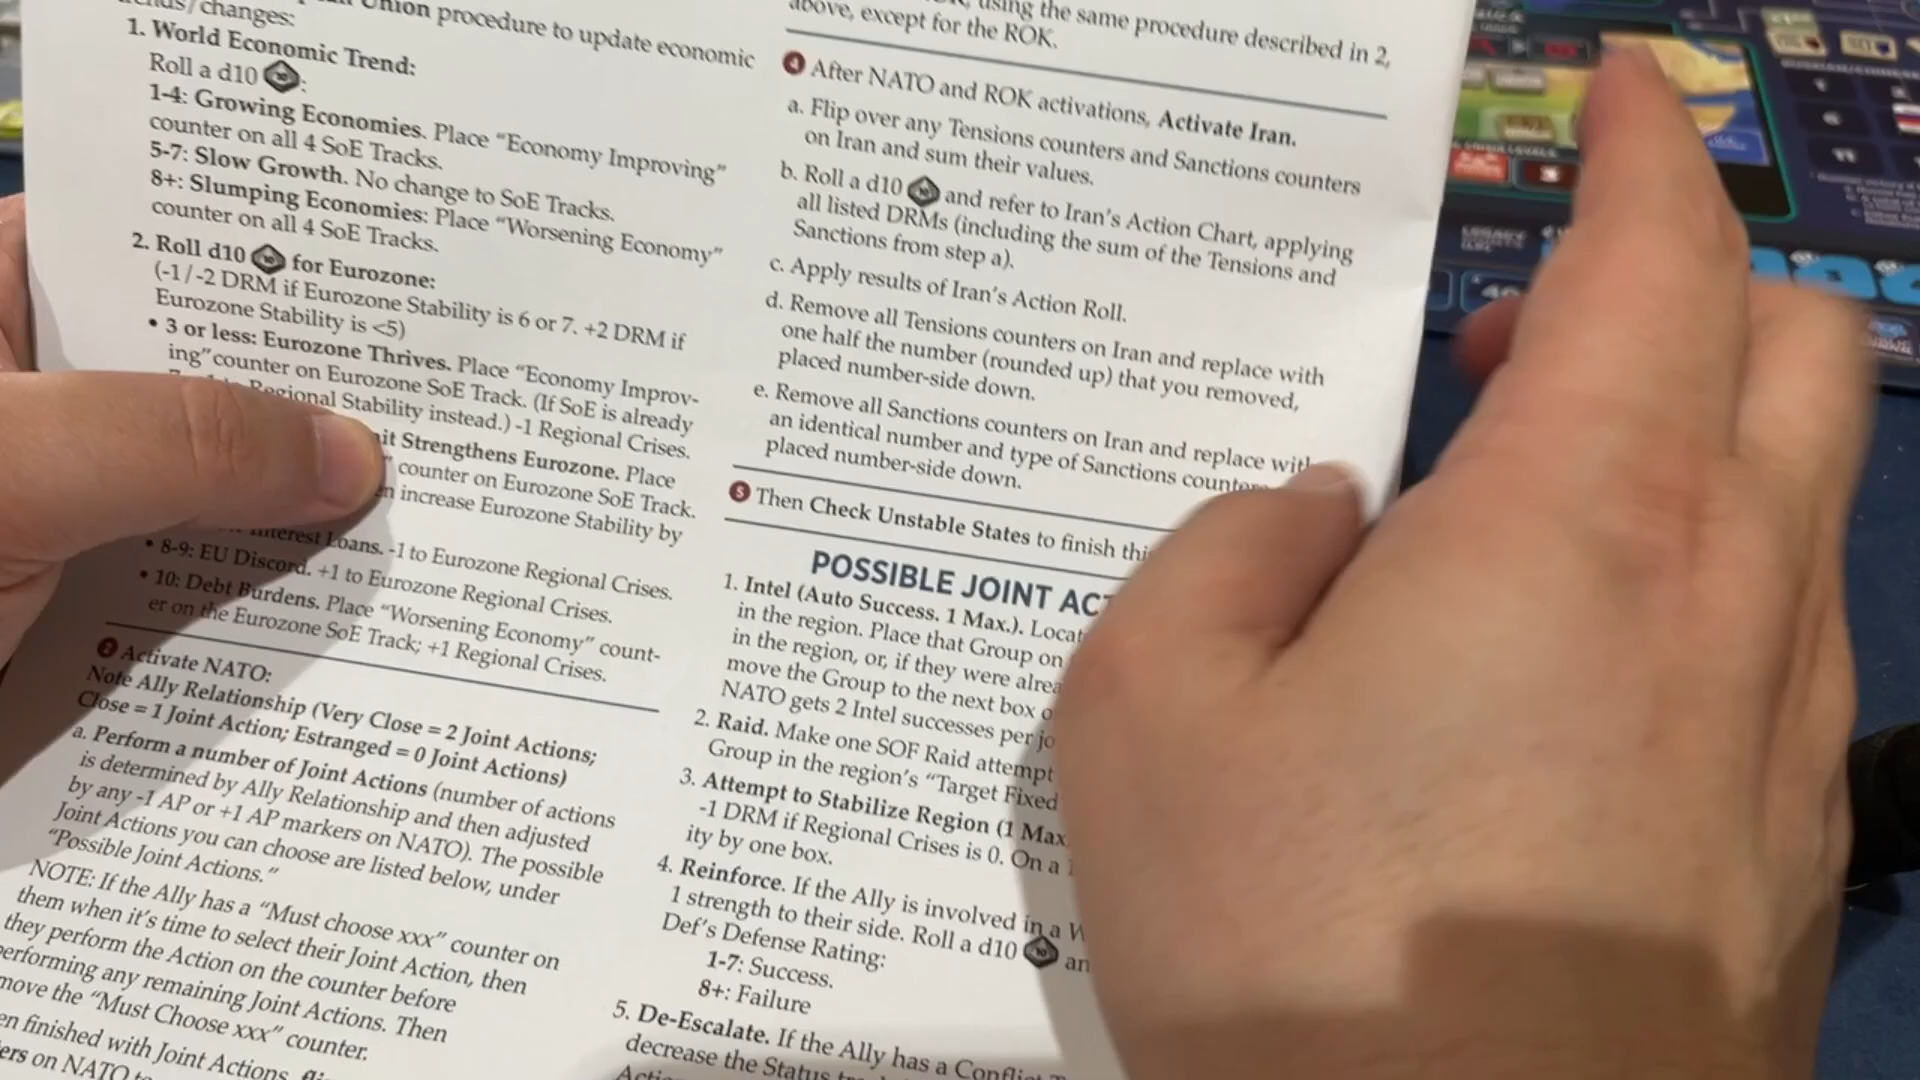 Union procedure to update economic
/changes:
1. World Economic Trend:
Roll a d10 :
1-4: Growing Economies. Place “Economy Improving”
counter on all 4 SoE Tracks.
5-7: Slow Growth. No change to SoE Tracks.
8+: Slumping Economies: Place “Worsening Economy”
counter on all 4 SoE Tracks.
2. Roll d10 for Eurozone:
(-1/-2 DRM if Eurozone Stability is 6 or 7. +2 DRM if
Eurozone Stability is <5)
• 3 or less: Eurozone Thrives. Place “Economy Improv-
ing” counter on Eurozone SoE Track. (If SoE is already
Regional Stability instead.) -1 Regional Crises.
Strengthens Eurozone. Place
counter on Eurozone SoE Track.
increase Eurozone Stability by
Interest Loans. -1 to Eurozone Regional Crises.
• 8-9: EU Discord. +1 to Eurozone Regional Crises.
• 10: Debt Burdens. Place “Worsening Economy” count-
er on the Eurozone SoE Track; +1 Regional Crises.
2 Activate NATO:
Note Ally Relationship (Very Close = 2 Joint Actions;
Close = 1 Joint Action; Estranged = 0 Joint Actions)
a. Perform a number of Joint Actions (number of actions
is determined by Ally Relationship and then adjusted
by any -1 AP or +1 AP markers on NATO). The possible
Joint Actions you can choose are listed below, under
“Possible Joint Actions.”
NOTE: If the Ally has a “Must choose xxx” counter on
them when it’s time to select their Joint Action, then
they perform the Action on the counter before
performing any remaining Joint Actions. Then
move the “Must Choose xxx” counter.
en finished with Joint Actions,
ers on NATO to
using the same procedure described in 2,
above, except for the ROK.
4 After NATO and ROK activations, Activate Iran.
a. Flip over any Tensions counters and Sanctions counters
on Iran and sum their values.
b. Roll a d10 and refer to Iran’s Action Chart, applying
all listed DRMs (including the sum of the Tensions and
Sanctions from step a).
c. Apply results of Iran’s Action Roll.
d. Remove all Tensions counters on Iran and replace with
one half the number (rounded up) that you removed,
placed number-side down.
e. Remove all Sanctions counters on Iran and replace with
an identical number and type of Sanctions counter
placed number-side down.
5 Then Check Unstable States to finish thi
POSSIBLE JOINT ACT
1. Intel (Auto Success. 1 Max.). Locat
in the region. Place that Group on
in the region, or, if they were alrea
move the Group to the next box o
NATO gets 2 Intel successes per jo
2. Raid. Make one SOF Raid attempt
Group in the region’s “Target Fixed
3. Attempt to Stabilize Region (1 Max
-1 DRM if Regional Crises is 0. On a 1
ity by one box.
4. Reinforce. If the Ally is involved in a W
1 strength to their side. Roll a d10 an
Def’s Defense Rating:
1-7: Success.
8+: Failure
5. De-Escalate. If the Ally has a Conflict T
decrease the Status